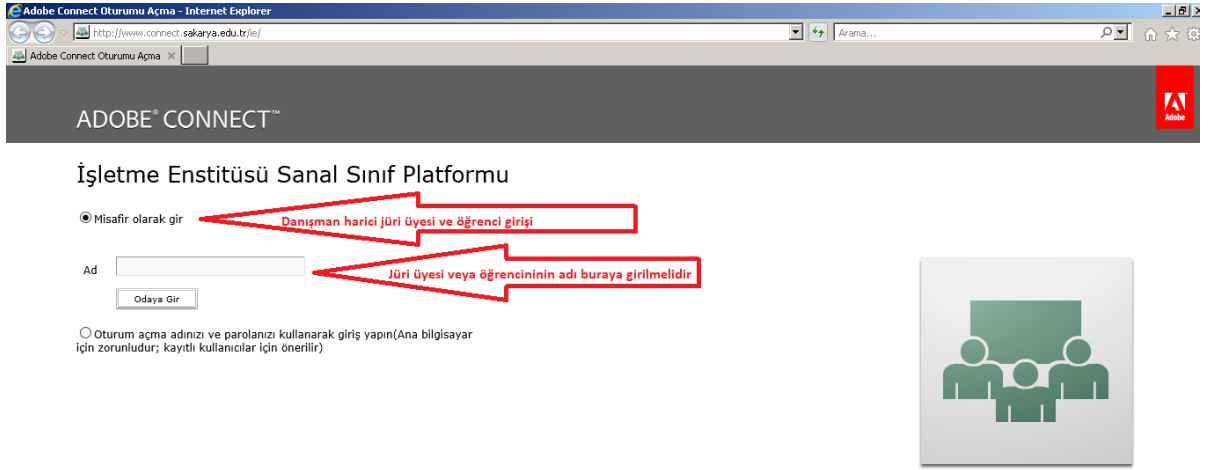 Adobe Connect Oturumu Açma - Internet Explorer
http://www.connect.sakarya.edu.tr/ie/
Arama...
Adobe Connect Oturumu Açma
ADOBE® CONNECT™
Adobe
İşletme Enstitüsü Sanal Sınıf Platformu
Misafir olarak gir
Danışman harici jüri üyesi ve öğrenci girişi
Ad
Jüri üyesi veya öğrencininin adı buraya girilmelidir
Odaya Gir
Oturum açma adınızı ve parolanızı kullanarak giriş yapın(Ana bilgisayar
için zorunludur; kayıtlı kullanıcılar için önerilir)